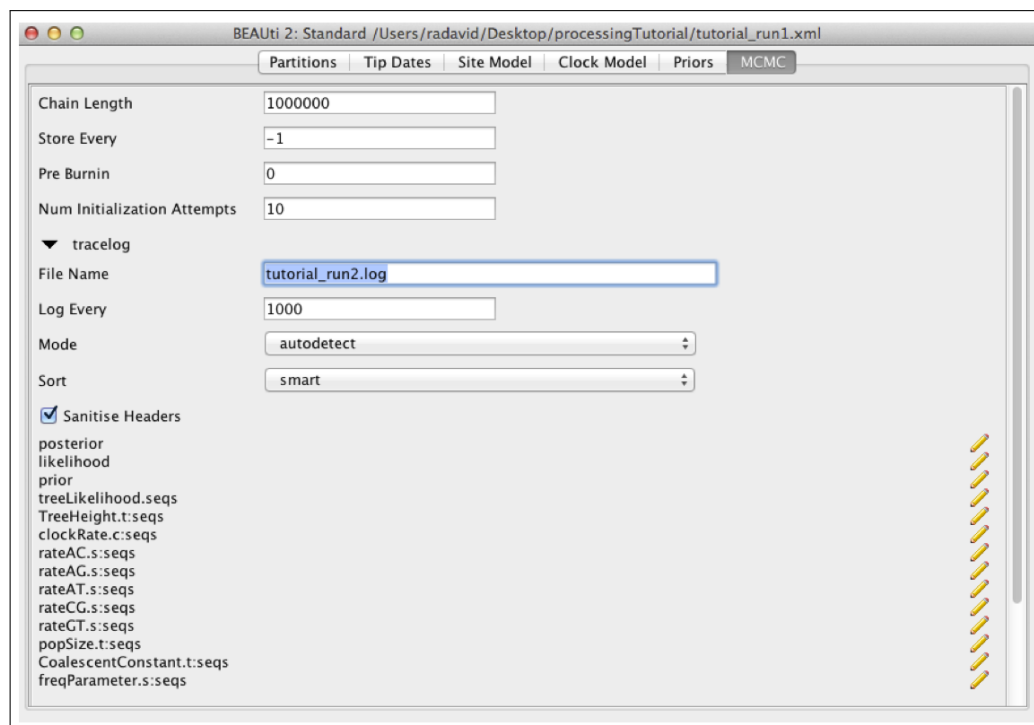 BEAUti 2: Standard /Users/radavid/Desktop/processingTutorial/tutorial_run1.xml
Partitions Tip Dates Site Model Clock Model Priors MCMC
Chain Length 1000000
Store Every -1
Pre Burnin 0
Num Initialization Attempts 10
tracelog
File Name tutorial_run2.log
Log Every 1000
Mode autodetect
Sort smart
Sanitise Headers
posterior
likelihood
prior
treeLikelihood.seqs
TreeHeight.t:seqs
clockRate.c:seqs
rateAC.s:seqs
rateAG.s:seqs
rateAT.s:seqs
rateCG.s:seqs
rateGT.s:seqs
popSize.t:seqs
CoalescentConstant.t:seqs
freqParameter.s:seqs